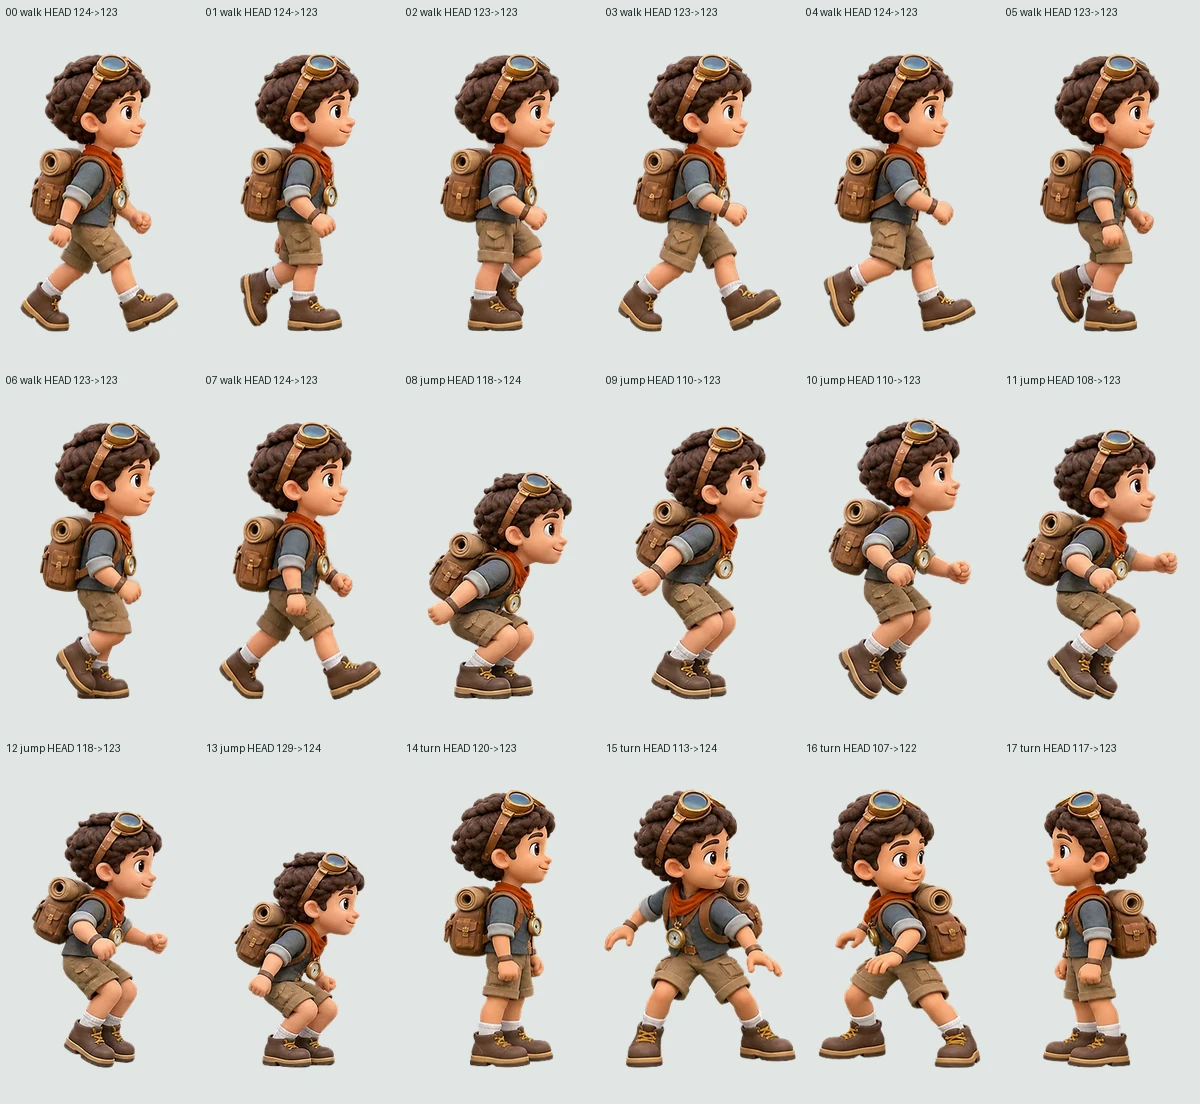 00 walk HEAD 124->123
01 walk HEAD 124->123
02 walk HEAD 123->123
03 walk HEAD 123->123
04 walk HEAD 124->123
05 walk HEAD 123->123
06 walk HEAD 123->123
07 walk HEAD 124->123
08 jump HEAD 118->124
09 jump HEAD 110->123
10 jump HEAD 110->123
11 jump HEAD 108->123
12 jump HEAD 118->123
13 jump HEAD 129->124
14 turn HEAD 120->123
15 turn HEAD 113->124
16 turn HEAD 107->122
17 turn HEAD 117->123